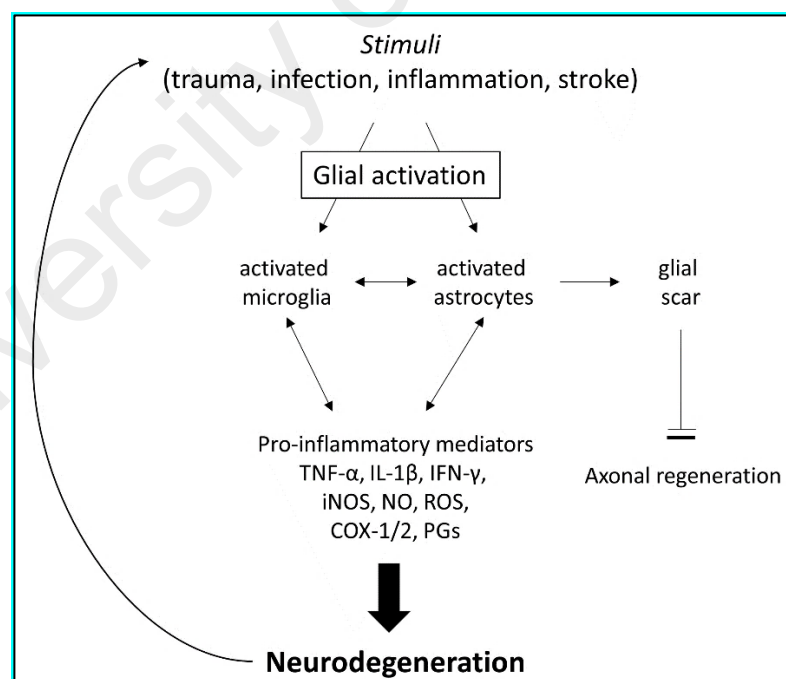 Stimuli
(trauma, infection, inflammation, stroke)
Glial activation
activated
microglia
activated
astrocytes
glial
scar
Pro-inflammatory mediators
TNF-α, IL-1β, IFN-γ,
iNOS, NO, ROS,
COX-1/2, PGs
Axonal regeneration
Neurodegeneration